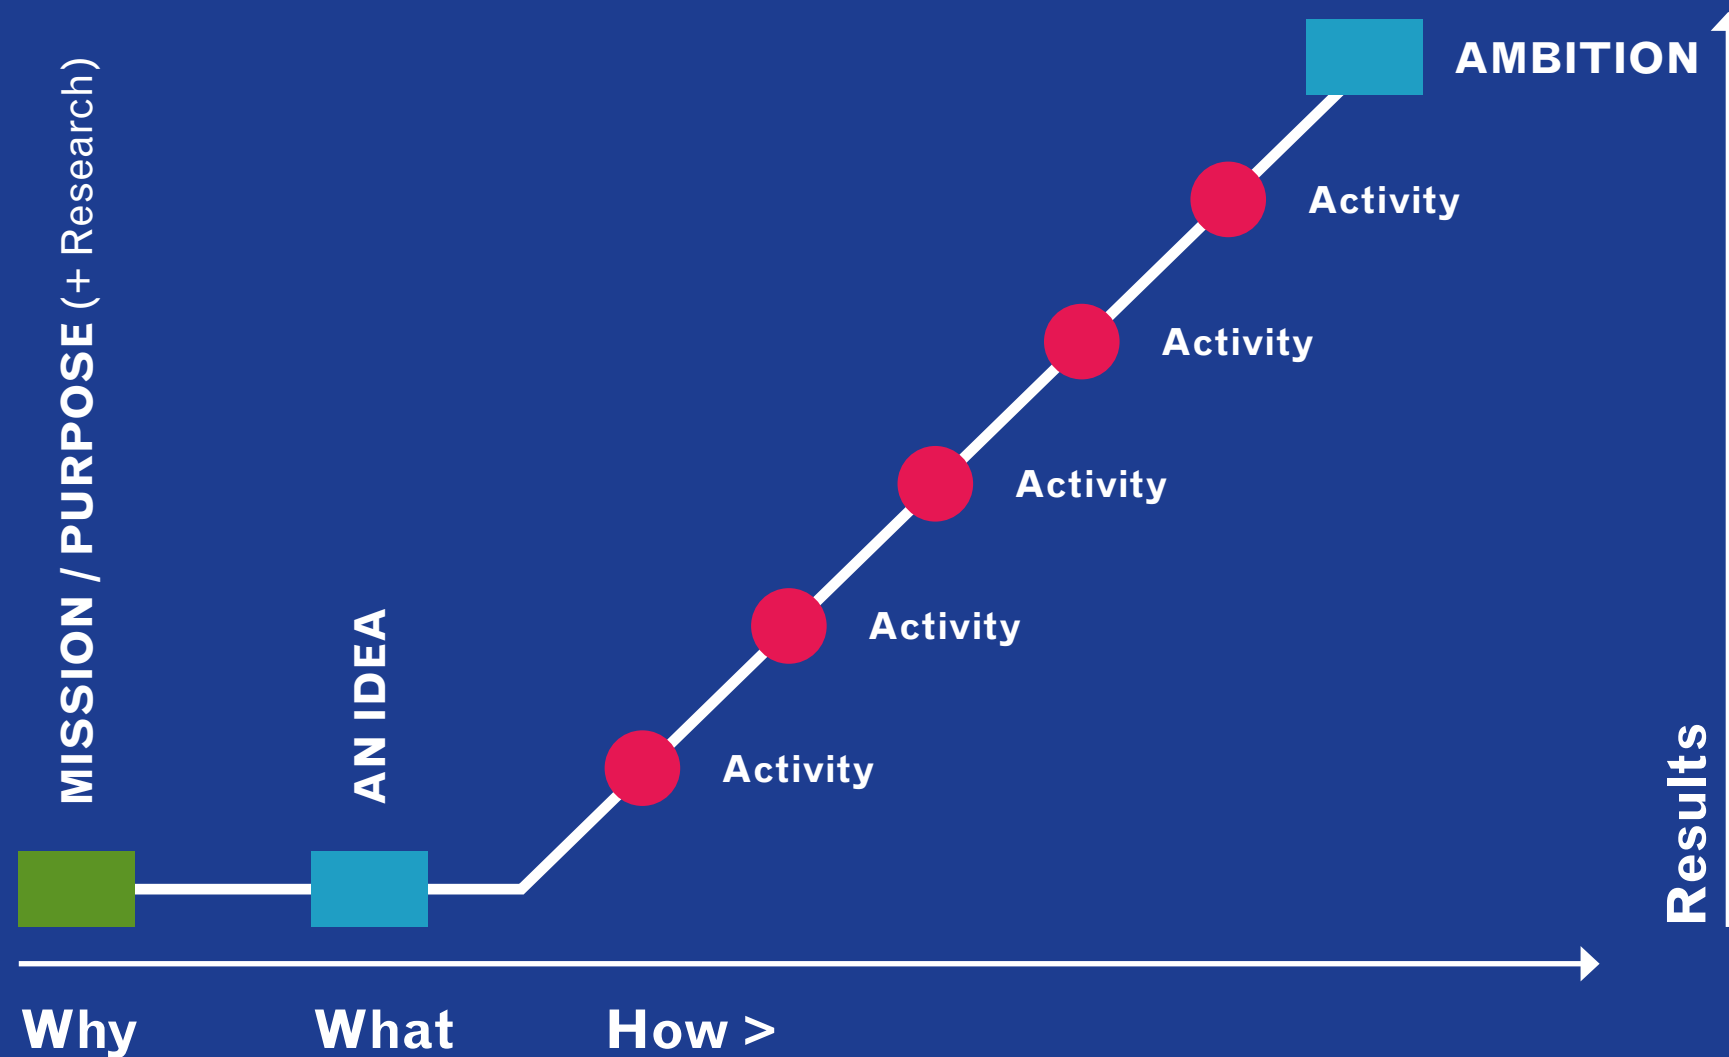 MISSION / PURPOSE (+ Research)
AN IDEA
AMBITION
Activity
Activity
Activity
Activity
Activity
Results
Why
What
How >